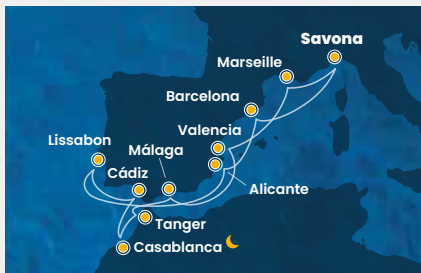 Savona
Marseille
Barcelona
Valencia
Lissabon
Málaga
Cádiz
Alicante
Tanger
Casablanca